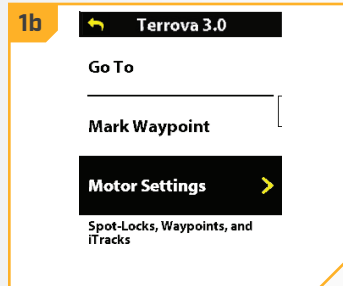 1b
Terrova 3.0
Go To
Mark Waypoint
Motor Settings
Spot-Locks, Waypoints, and
iTracks